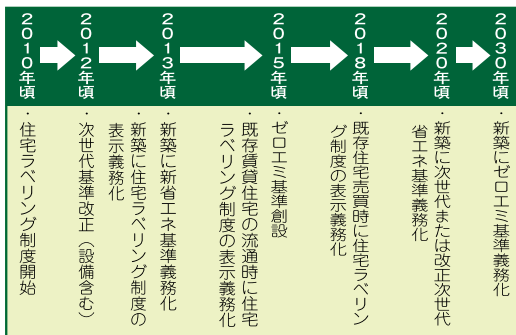 2010年頃
2012年頃
2013年頃
2015年頃
2018年頃
2020年頃
2030年頃
・住宅ラベリング制度開始
・次世代基準改正（設備含む）
・新築に新省エネ基準義務化
・新築に住宅ラベリング制度の
表示義務化
・ゼロエミ基準創設
・既存賃貸住宅の流通時に住宅
ラベリング制度の表示義務化
・既存住宅売買時に住宅ラベリン
グ制度の表示義務化
・新築に次世代または改正次世代
省エネ基準義務化
・新築にゼロエミ基準義務化